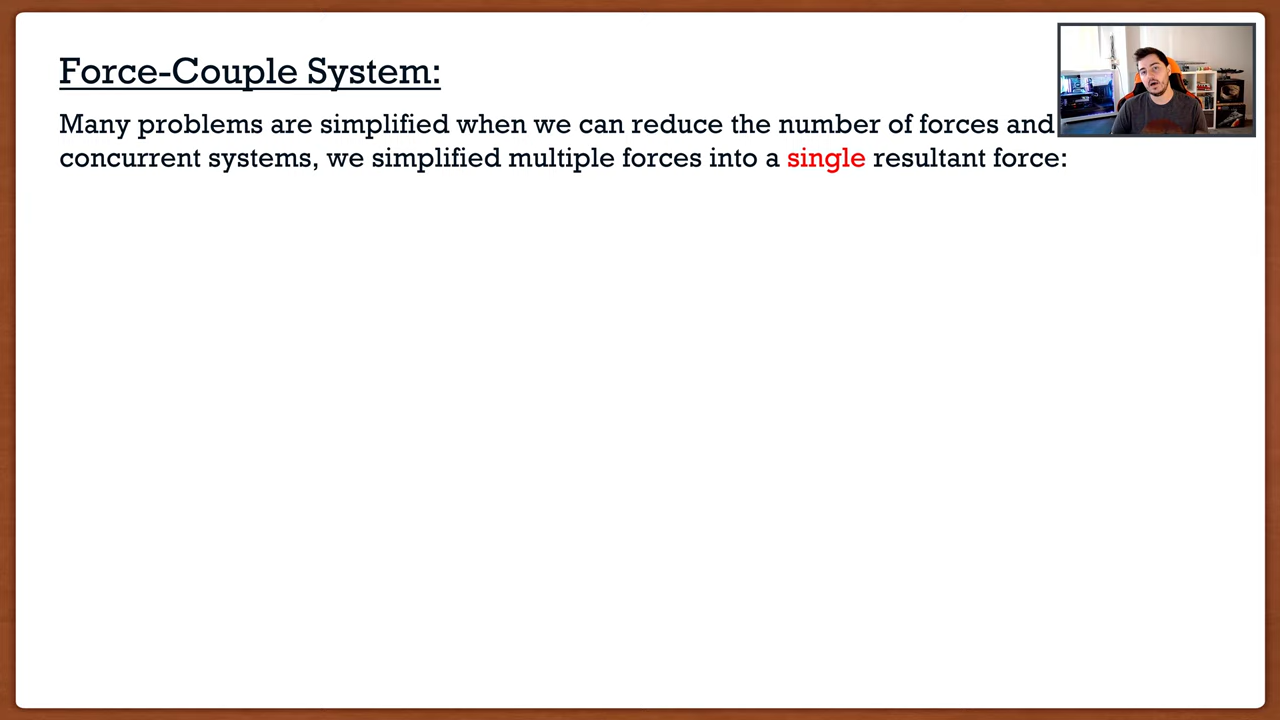 Force-Couple System:
Many problems are simplified when we can reduce the number of forces and
concurrent systems, we simplified multiple forces into a single resultant force: